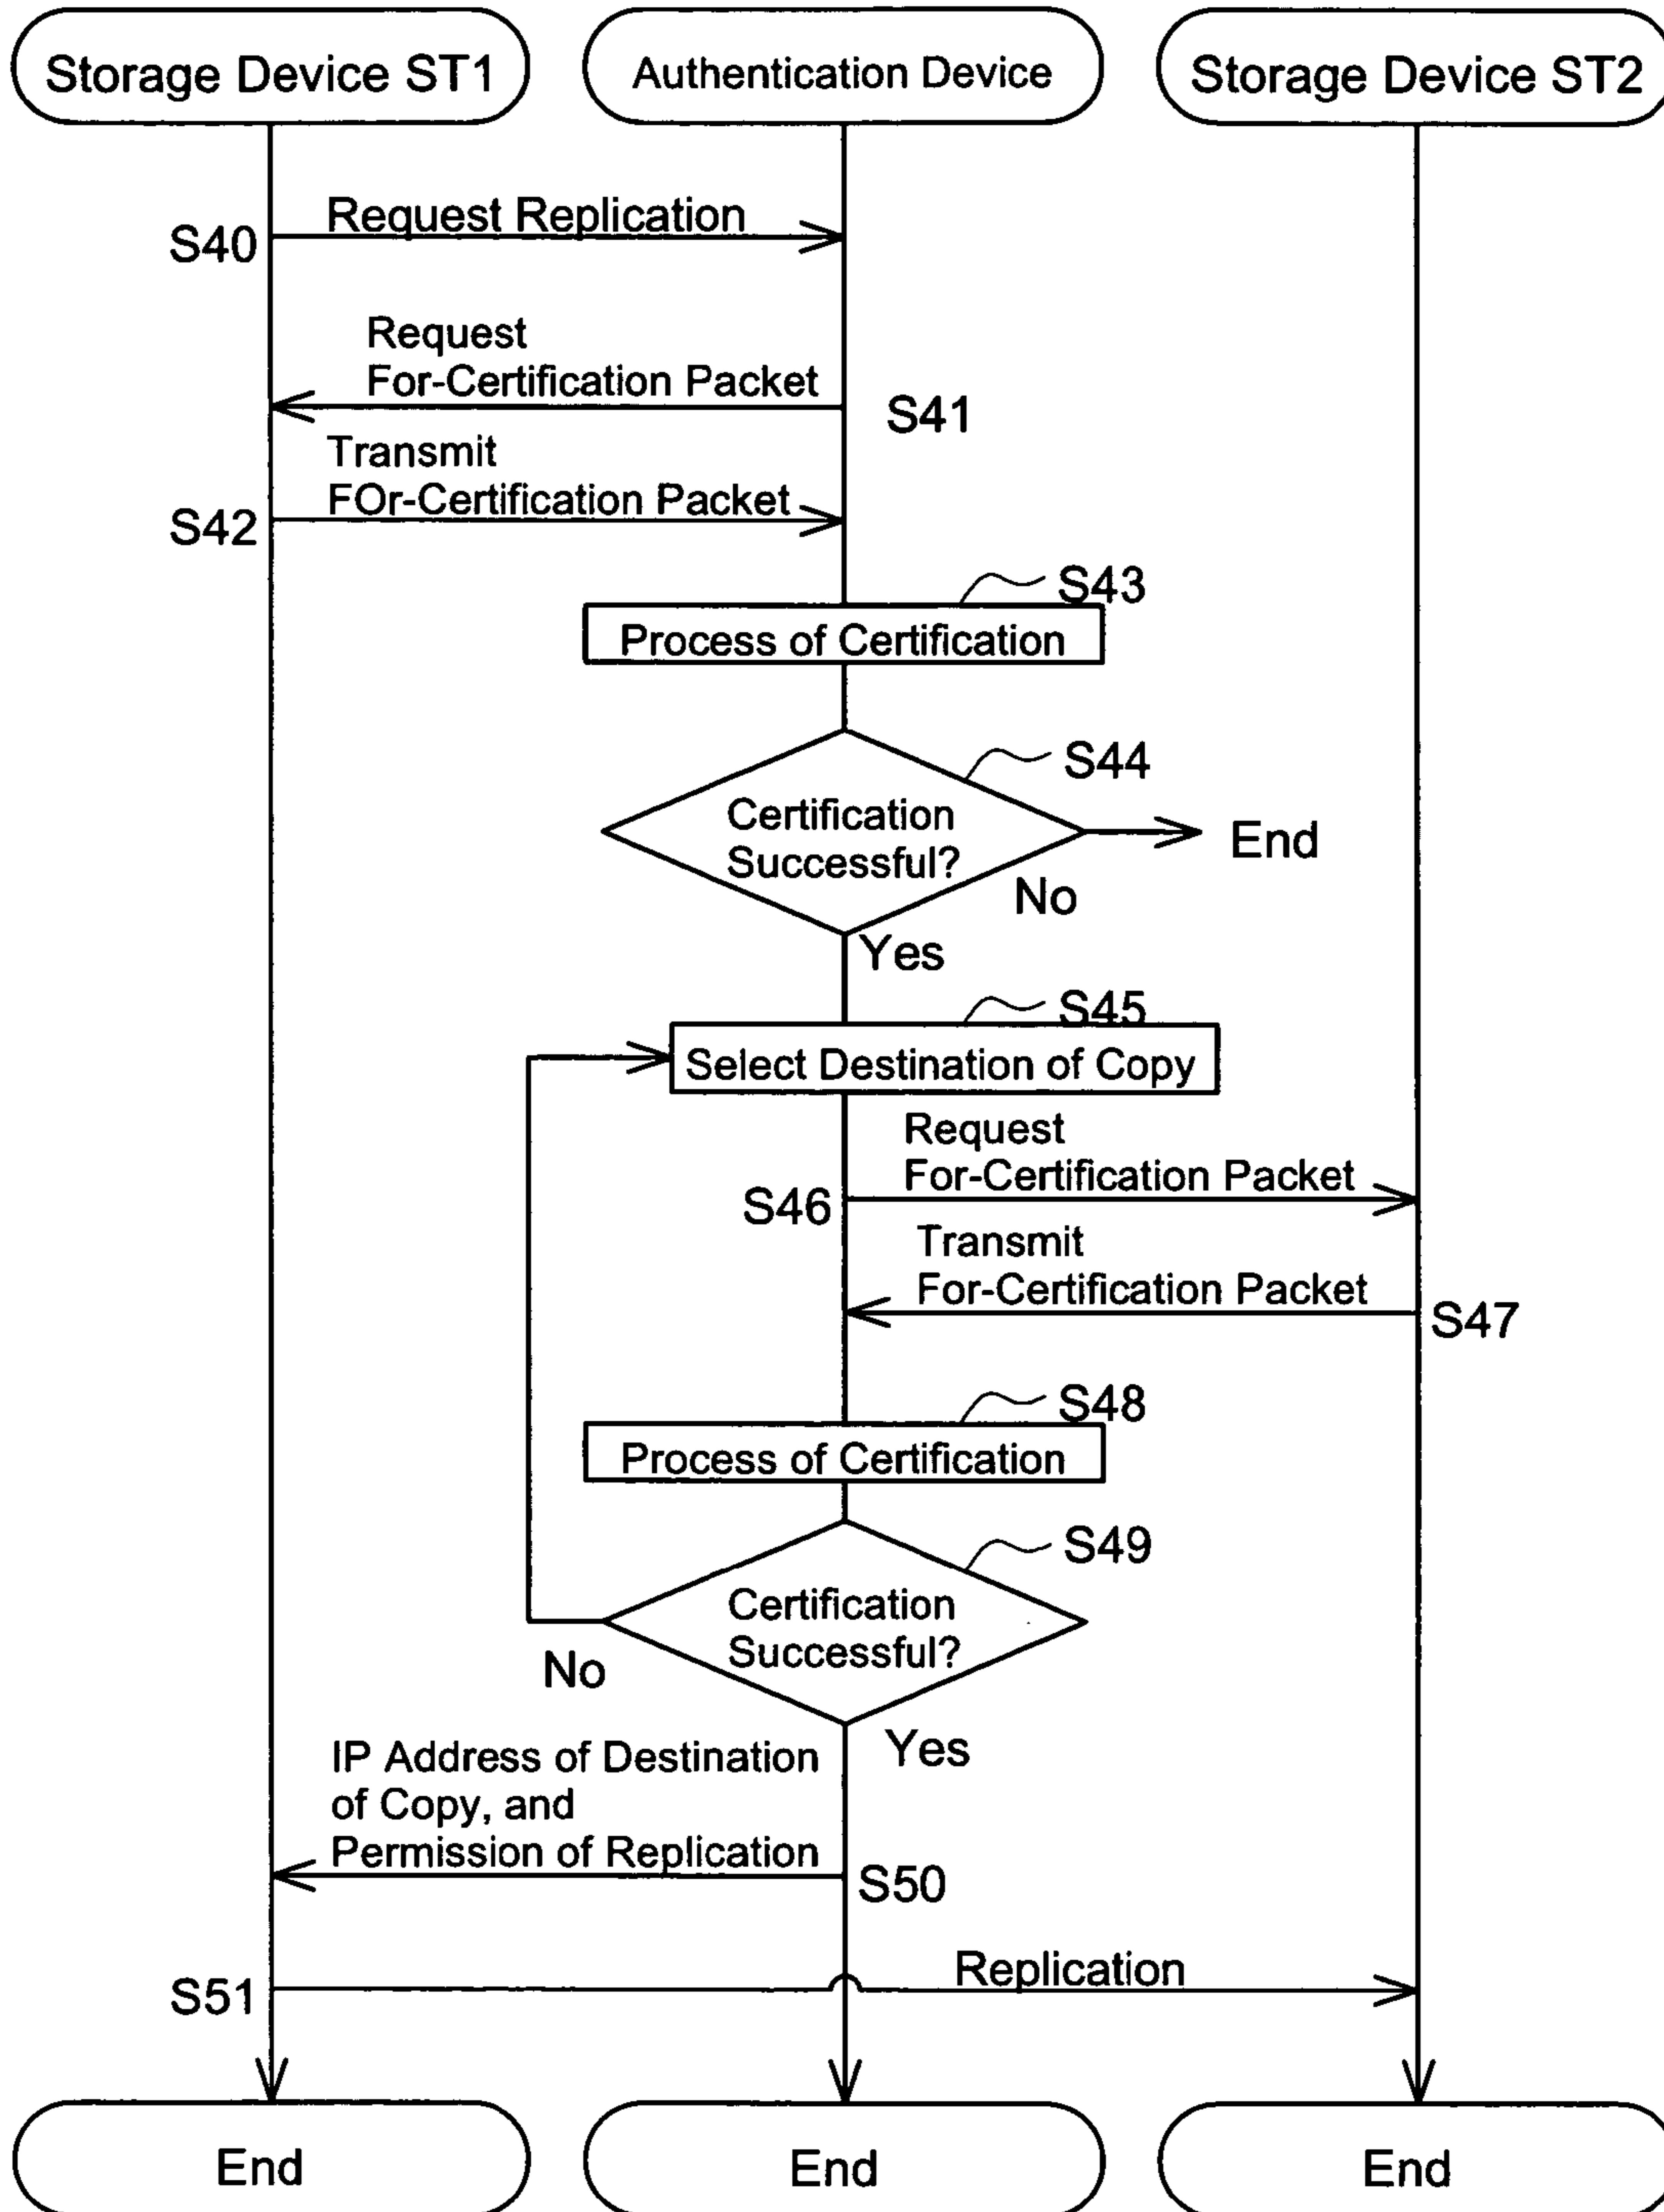 Storage Device ST1
Authentication Device
Storage Device ST2
Request Replication
S40
Request
For-Certification Packet
S41
Transmit
FOr-Certification Packet
S42
S43
Process of Certification
S44
Certification
Successful?
End
No
Yes
S45
Select Destination of Copy
Request
For-Certification Packet
S46
Transmit
For-Certification Packet
S47
S48
Process of Certification
S49
Certification
Successful?
No
Yes
IP Address of Destination
of Copy, and
Permission of Replication
S50
Replication
S51
End
End
End